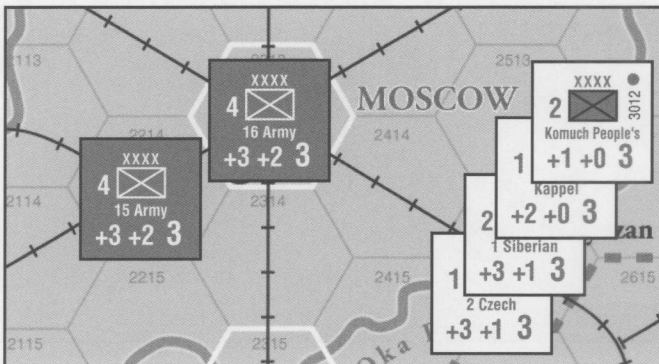 2113
2513
XXXX
4
16 Army
+3 +2 3
MOSCOW
XXXX
2
3012
Komuch People's
+1 +0 3
2214
2414
XXXX
4
15 Army
+3 +2 3
1
Kappel
+2 +0 3
2114
2314
2
1 Siberian
+3 +1 3
zan
2215
2415
2615
1
2 Czech
+3 +1 3
2115
2315
Oka